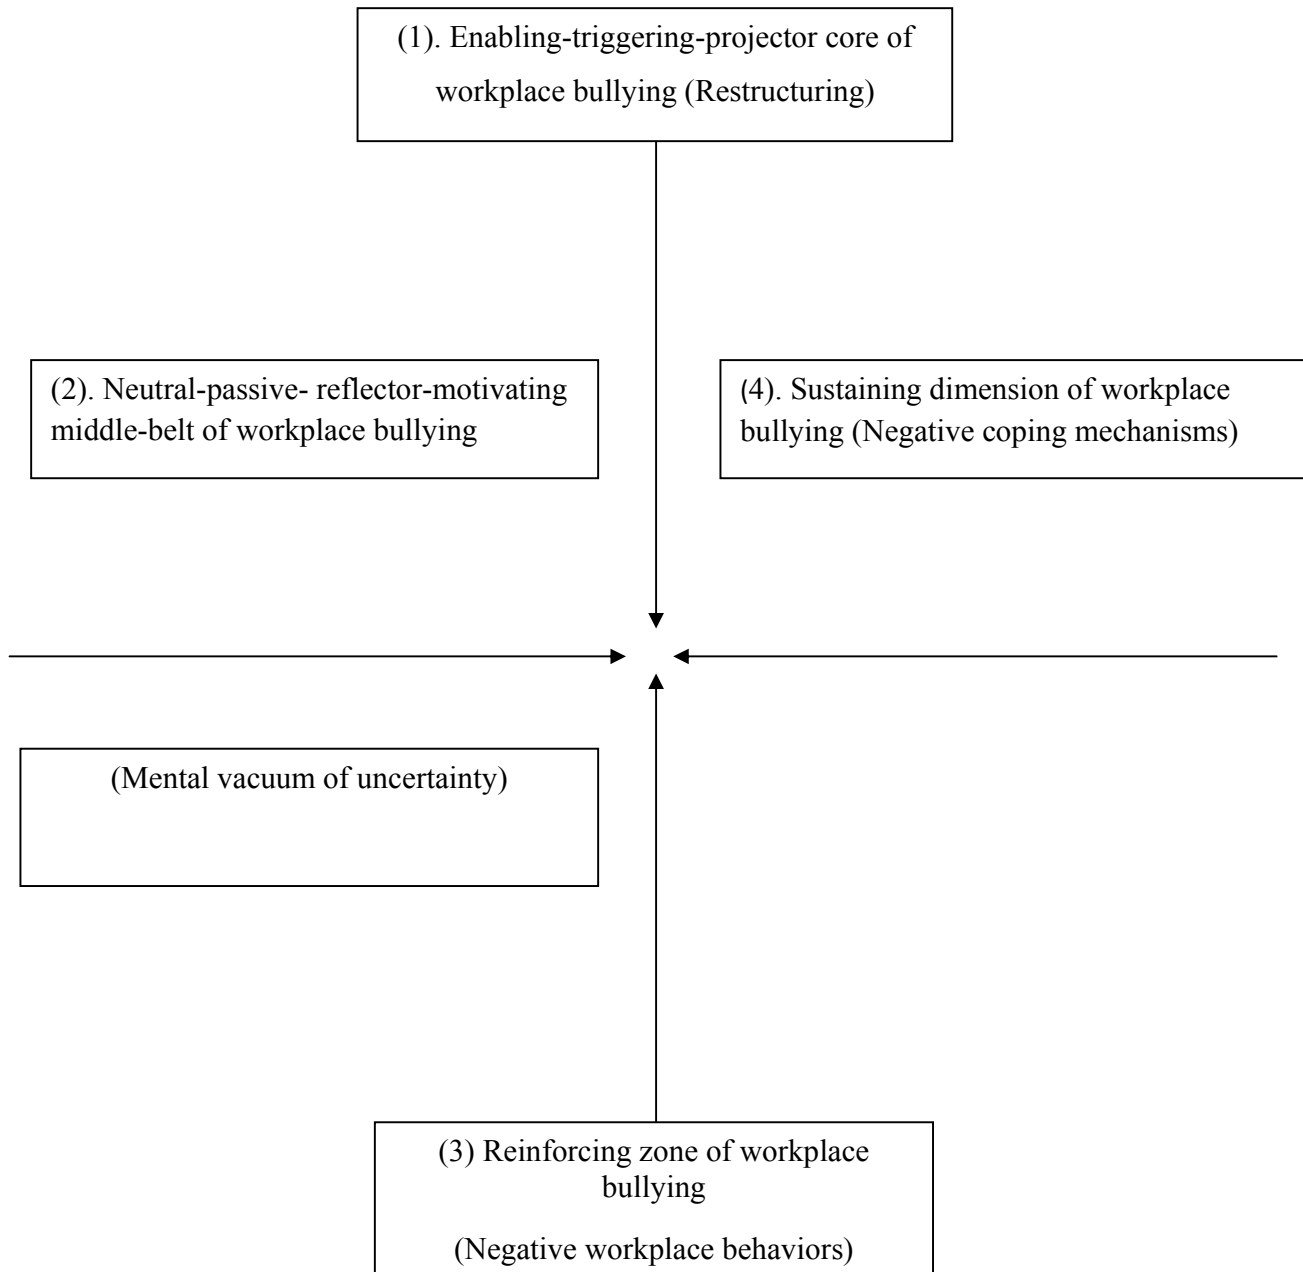 (1). Enabling-triggering-projector core of
workplace bullying (Restructuring)
(2). Neutral-passive- reflector-motivating
middle-belt of workplace bullying
(4). Sustaining dimension of workplace
bullying (Negative coping mechanisms)
(Mental vacuum of uncertainty)
(3) Reinforcing zone of workplace
bullying
(Negative workplace behaviors)